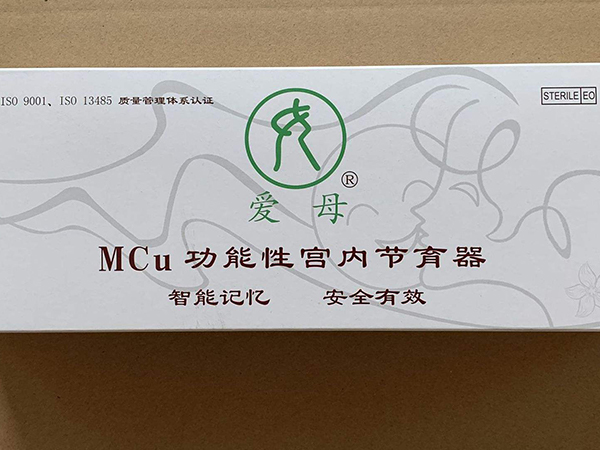 ISO 9001、ISO 13485 质量管理体系认证
STERILE EO
®
爱母
MCu 功能性宫内节育器
智能记忆 安全有效